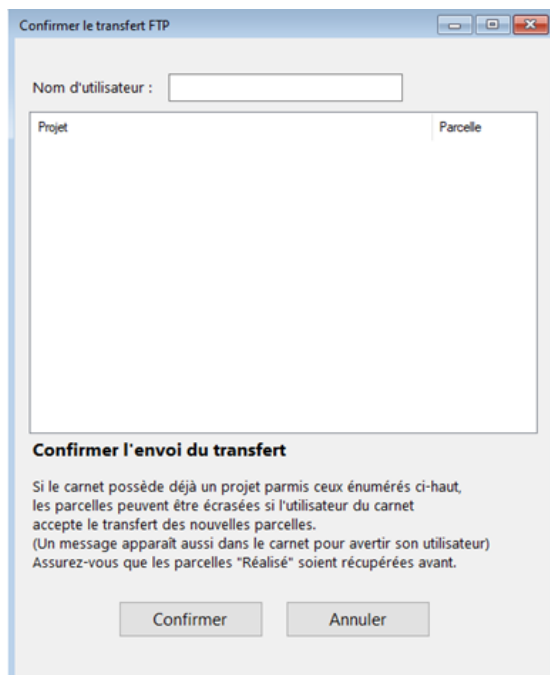 Confirmer le transfert FTP
Nom d'utilisateur :
Projet Parcelle
Confirmer l'envoi du transfert
Si le carnet possède déjà un projet parmis ceux énumérés ci-haut,
les parcelles peuvent être écrasées si l'utilisateur du carnet
accepte le transfert des nouvelles parcelles.
(Un message apparaît aussi dans le carnet pour avertir son utilisateur)
Assurez-vous que les parcelles "Réalisé" soient récupérées avant.
Confirmer Annuler